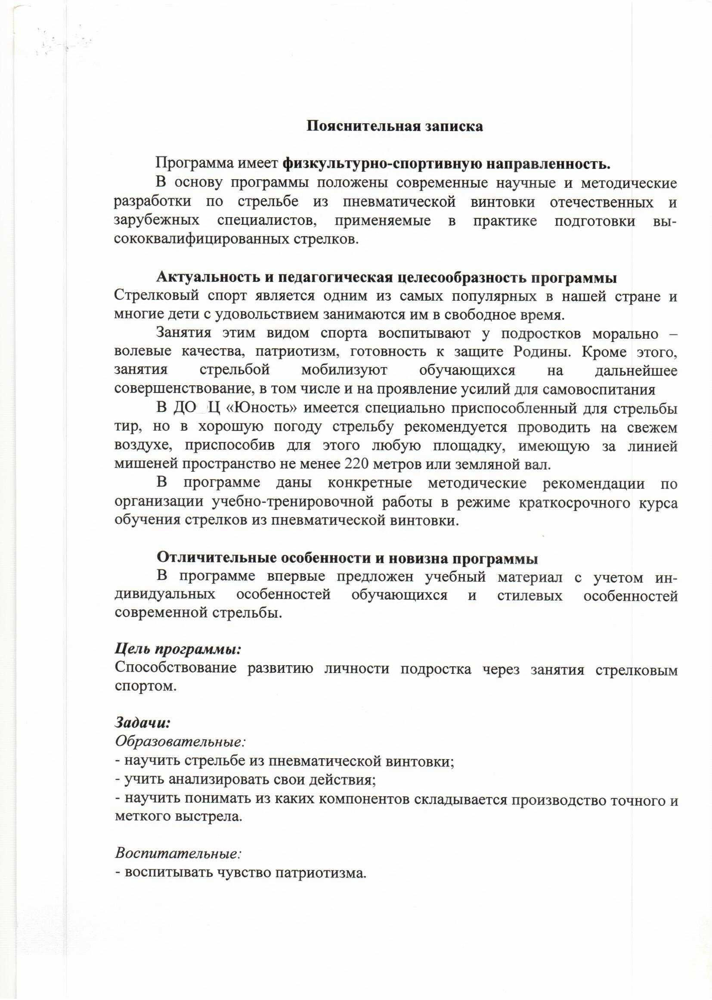 Пояснительная записка
Программа имеет физкультурно-спортивную направленность.
В основу программы положены современные научные и методические
разработки по стрельбе из пневматической винтовки отечественных и
зарубежных специалистов, применяемые в практике подготовки вы-
сококвалифицированных стрелков.
Актуальность и педагогическая целесообразность программы
Стрелковый спорт является одним из самых популярных в нашей стране и
многие дети с удовольствием занимаются им в свободное время.
Занятия этим видом спорта воспитывают у подростков морально –
волевые качества, патриотизм, готовность к защите Родины. Кроме этого,
занятия стрельбой мобилизуют обучающихся на дальнейшее
совершенствование, в том числе и на проявление усилий для самовоспитания
В ДО Ц «Юность» имеется специально приспособленный для стрельбы
тир, но в хорошую погоду стрельбу рекомендуется проводить на свежем
воздухе, приспособив для этого любую площадку, имеющую за линией
мишеней пространство не менее 220 метров или земляной вал.
В программе даны конкретные методические рекомендации по
организации учебно-тренировочной работы в режиме краткосрочного курса
обучения стрелков из пневматической винтовки.
Отличительные особенности и новизна программы
В программе впервые предложен учебный материал с учетом ин-
дивидуальных особенностей обучающихся и стилевых особенностей
современной стрельбы.
Цель программы:
Способствование развитию личности подростка через занятия стрелковым
спортом.
Задачи:
Образовательные:
- научить стрельбе из пневматической винтовки;
- учить анализировать свои действия;
- научить понимать из каких компонентов складывается производство точного и
меткого выстрела.
Воспитательные:
- воспитывать чувство патриотизма.